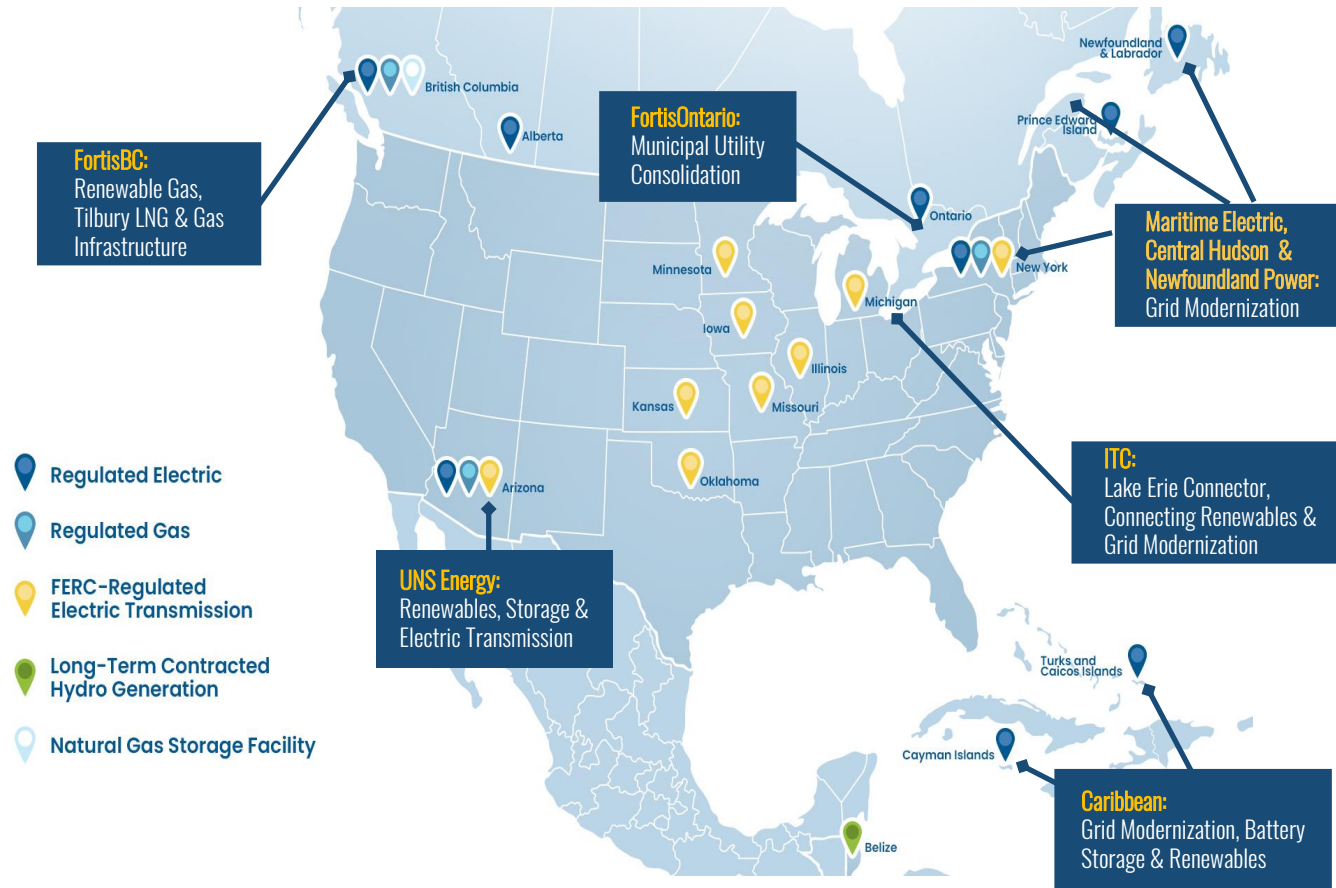 Newfoundland
& Labrador
British Columbia
Alberta
Prince Edward
Island
FortisBC:
Renewable Gas,
Tilbury LNG & Gas
Infrastructure
FortisOntario:
Municipal Utility
Consolidation
Ontario
Maritime Electric,
Central Hudson &
Newfoundland Power:
Grid Modernization
Minnesota
New York
Michigan
Iowa
Illinois
Kansas
Missouri
Oklahoma
Arizona
ITC:
Lake Erie Connector,
Connecting Renewables &
Grid Modernization
Regulated Electric
Regulated Gas
FERC-Regulated
Electric Transmission
Long-Term Contracted
Hydro Generation
Natural Gas Storage Facility
UNS Energy:
Renewables, Storage &
Electric Transmission
Turks and
Caicos Islands
Cayman Islands
Caribbean:
Grid Modernization, Battery
Storage & Renewables
Belize